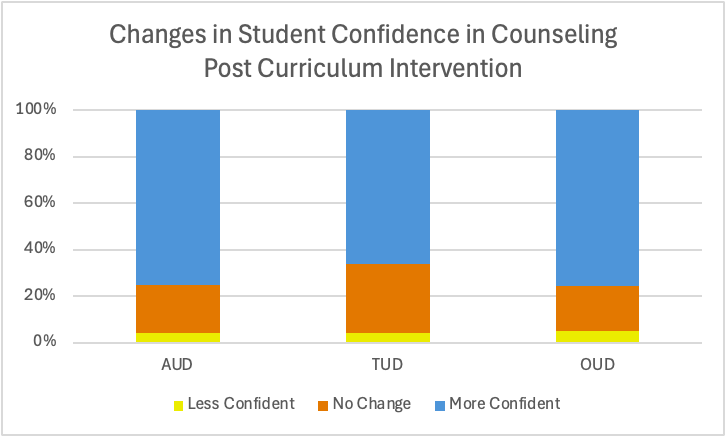 Changes in Student Confidence in Counseling
Post Curriculum Intervention
100%
80%
60%
40%
20%
0%
AUD TUD OUD
Less Confident No Change More Confident